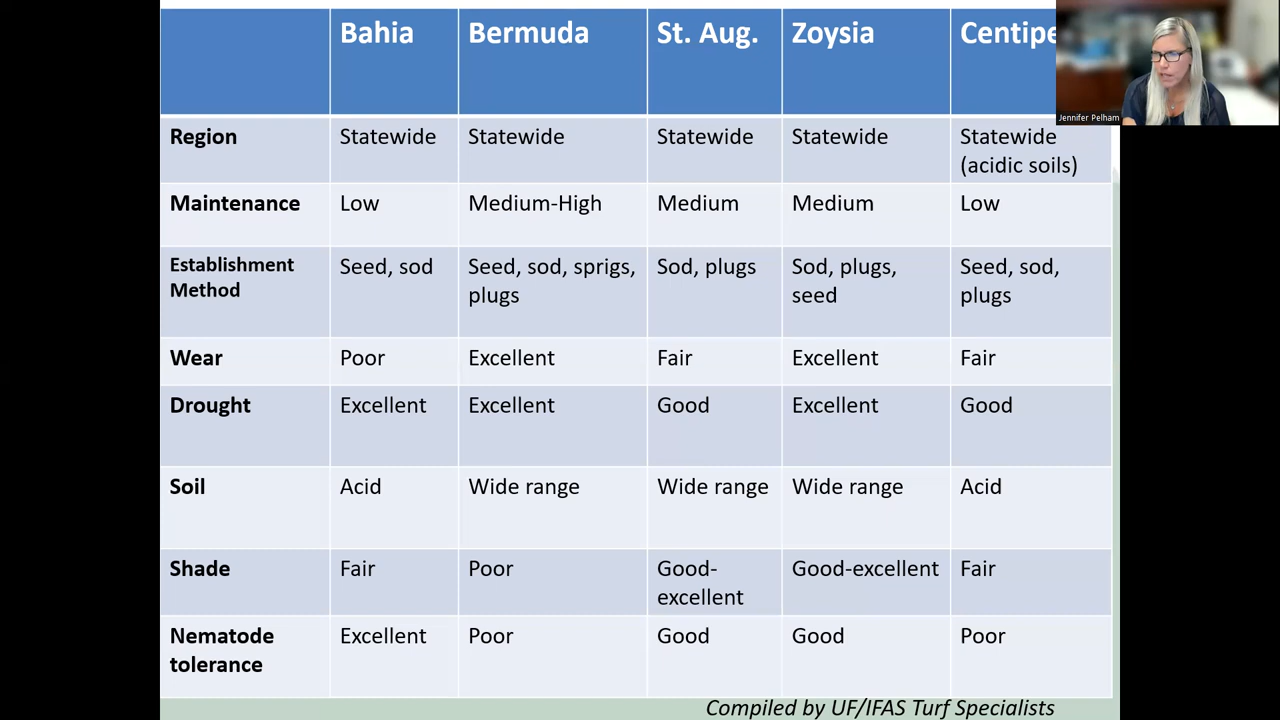 Bahia Bermuda St. Aug. Zoysia Centipe
Jennifer Pelham
Region Statewide Statewide Statewide Statewide Statewide
(acidic soils)
Maintenance Low Medium-High Medium Medium Low
Establishment Seed, sod Seed, sod, sprigs, Sod, plugs Sod, plugs, Seed, sod,
Method plugs seed plugs
Wear Poor Excellent Fair Excellent Fair
Drought Excellent Excellent Good Excellent Good
Soil Acid Wide range Wide range Wide range Acid
Shade Fair Poor Good- Good-excellent Fair
excellent
Nematode Excellent Poor Good Good Poor
tolerance
Compiled by UF/IFAS Turf Specialists